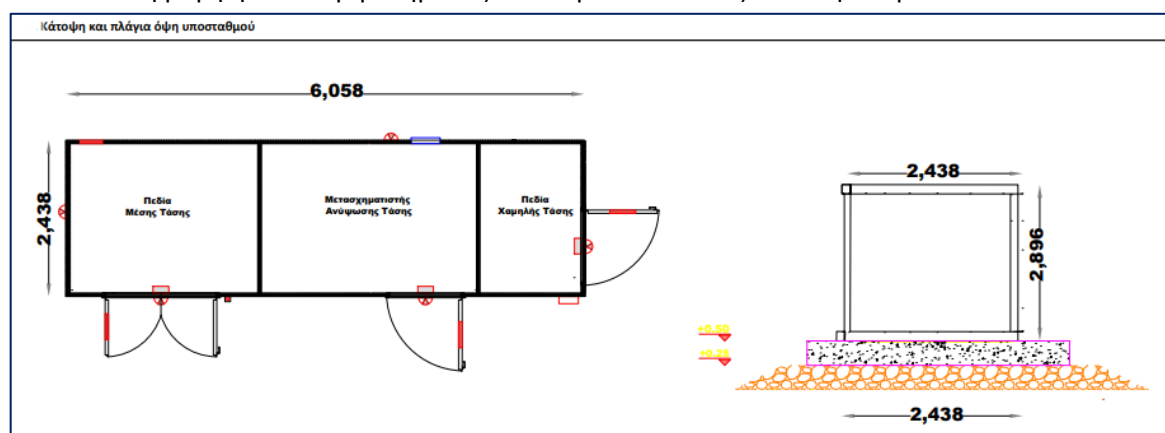 Κάτοψη και πλάγια όψη υποσταθμού
6,058
2,438
Πεδία
Μέσης Τάσης
Μετασχηματιστής
Ανύψωσης Τάσης
Πεδία
Χαμηλής Τάσης
2,438
2,896
+0.50
+0.25
2,438